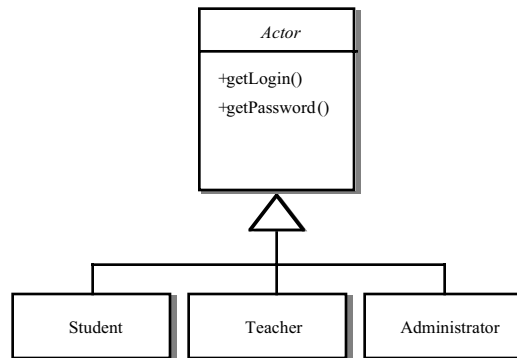 Actor
+getLogin()
+getPassword()
Student
Teacher
Administrator